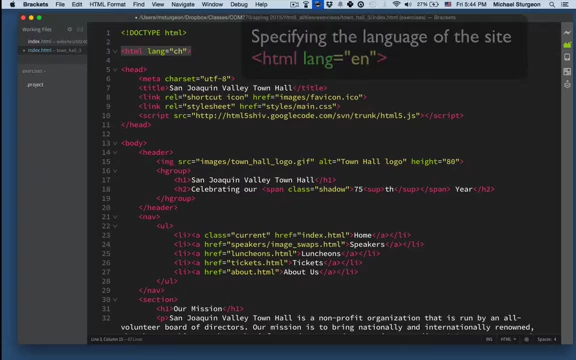 Brackets File Edit Find View Navigate Debug Help 27% Fri 5:44 PM Michael Sturgeon
Working Files
index.html
index.html
project
<!DOCTYPE html>
Specifying the language of the site
<html lang="en">
1
2
3 <html lang="ch">
4
5 <head>
6 <meta charset="utf-8">
7 <title>San Joaquin Valley Town Hall</title>
8 <link rel="shortcut icon" href="images/favicon.ico">
9 <link rel="stylesheet" href="styles/main.css">
10 <script src="http://html5shiv.googlecode.com/svn/trunk/html5.js"></script>
11 </head>
12
13 <body>
14 <header>
15 <img src="images/town_hall_logo.gif" alt="Town Hall logo" height="80">
16 <hgroup>
17 <h1>San Joaquin Valley Town Hall</h1>
18 <h2>Celebrating our <span class="shadow">75<sup>th</sup></span> Year</h2>
19 </hgroup>
20 </header>
21 <nav>
22 <ul>
23 <li><a class="current" href="index.html">Home</a></li>
24 <li><a href="speakers/image_swaps.html">Speakers</a></li>
25 <li><a href="luncheons.html">Luncheons</a></li>
26 <li><a href="tickets.html">Tickets</a></li>
27 <li><a href="about.html">About Us</a></li>
28 </ul>
29 </nav>
30 <section>
31 <h1>Our Mission</h1>
32 <p>San Joaquin Valley Town Hall is a non-profit organization that is run by an all-
volunteer board of directors. Our mission is to bring nationally and internationally renowned,